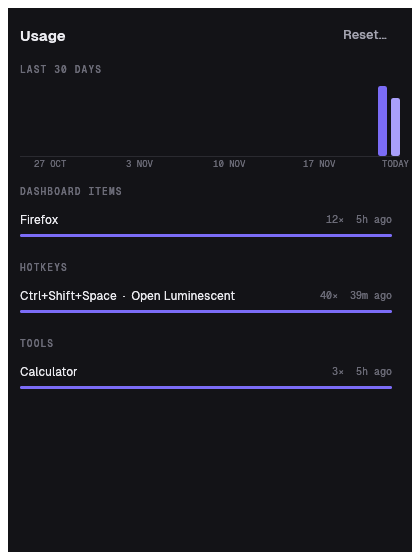 Usage
Reset…
LAST 30 DAYS
27 OCT 3 NOV 10 NOV 17 NOV TODAY
DASHBOARD ITEMS
Firefox 12× 5h ago
HOTKEYS
Ctrl+Shift+Space · Open Luminescent 40× 39m ago
TOOLS
Calculator 3× 5h ago